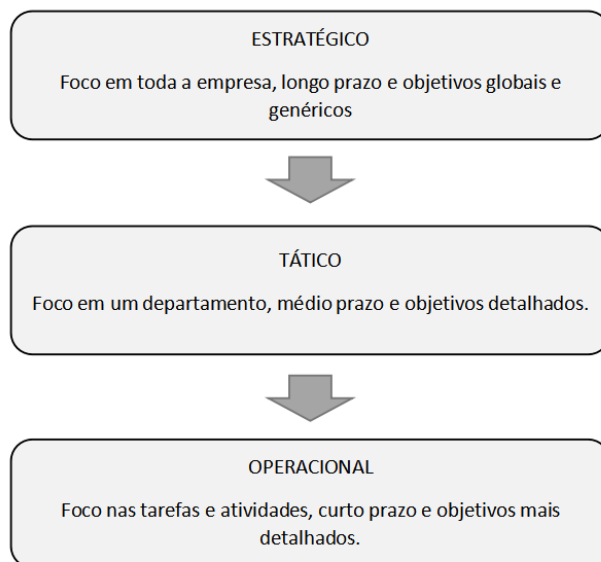 ESTRATÉGICO
Foco em toda a empresa, longo prazo e objetivos globais e
genéricos
TÁTICO
Foco em um departamento, médio prazo e objetivos detalhados.
OPERACIONAL
Foco nas tarefas e atividades, curto prazo e objetivos mais
detalhados.